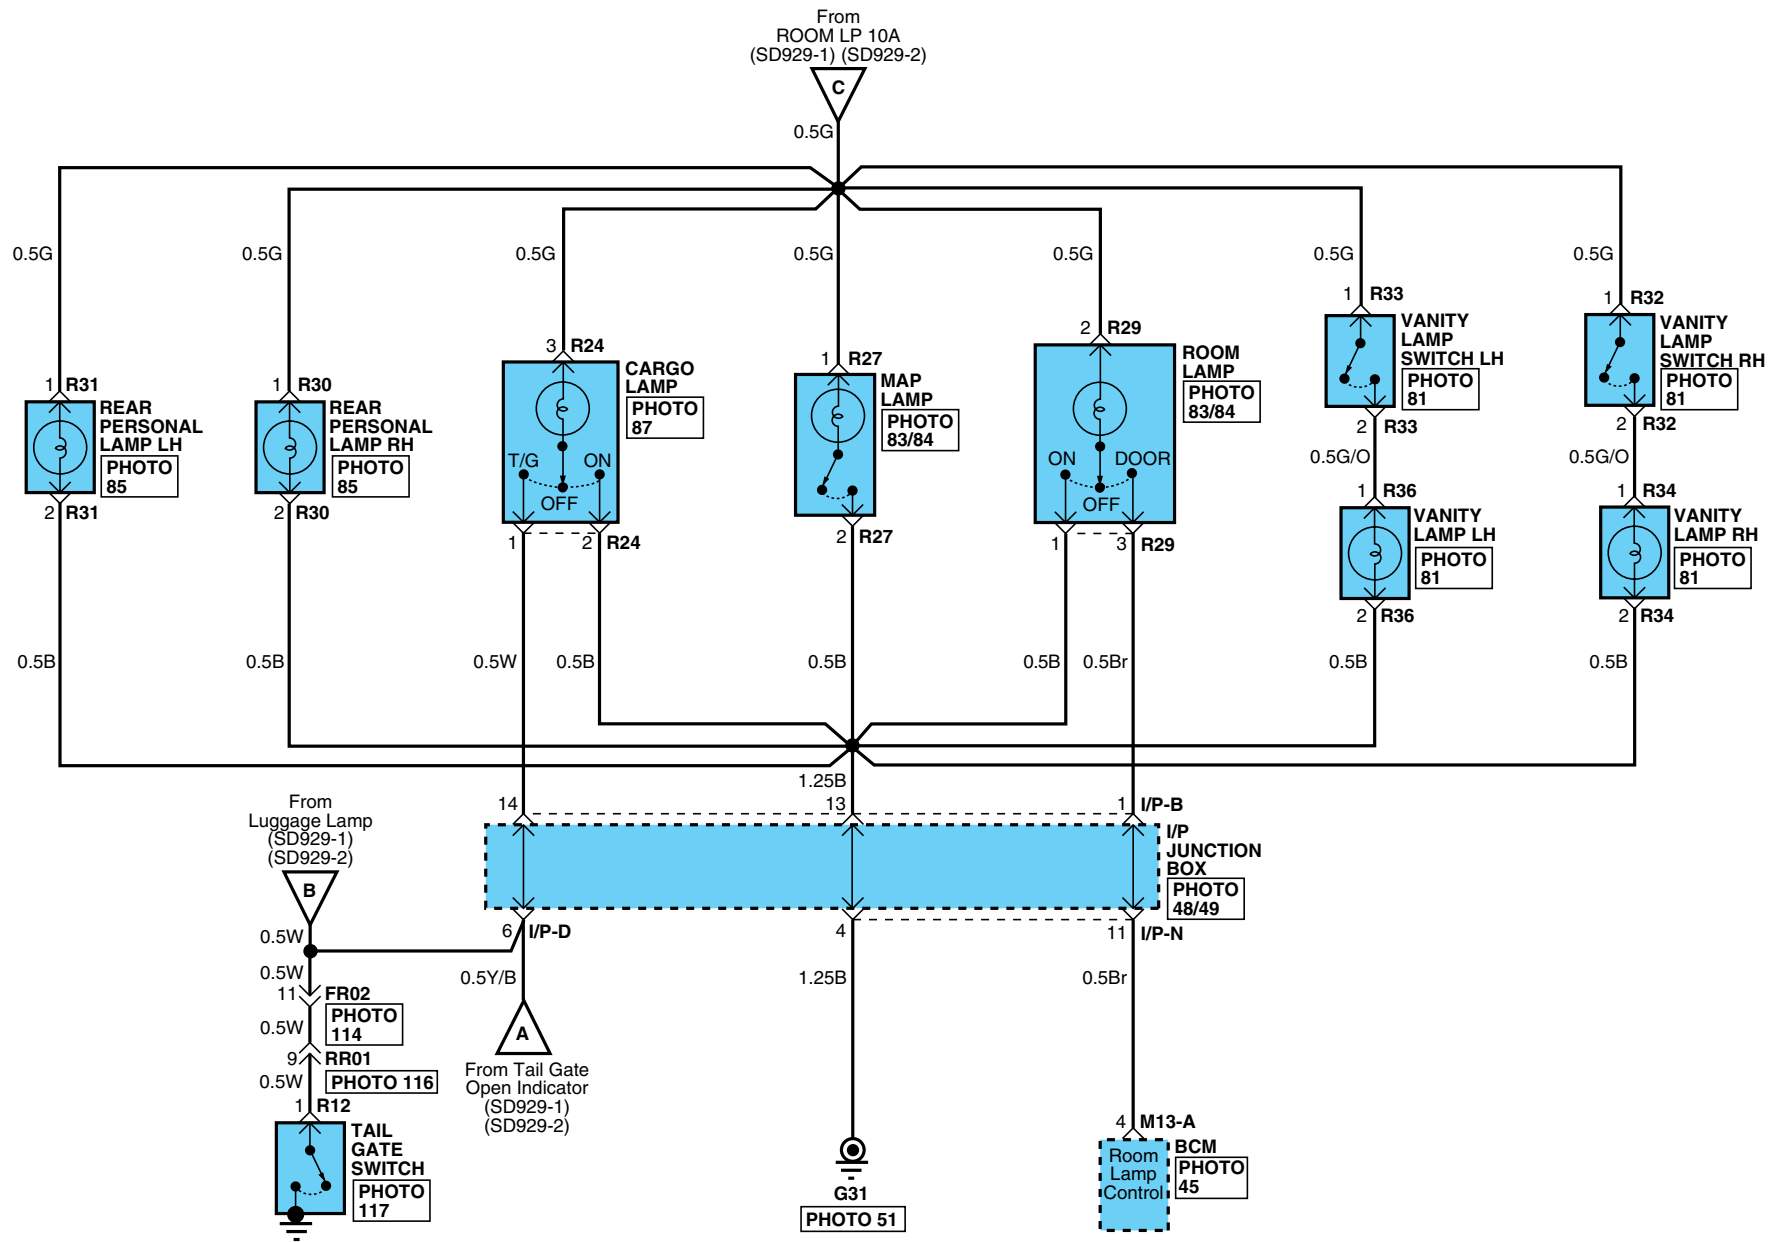 From
ROOM LP 10A
(SD929-1) (SD929-2)
C
0.5G
0.5G
0.5G
0.5G
0.5G
0.5G
0.5G
0.5G
1 R31
REAR
PERSONAL
LAMP LH
PHOTO
85
2 R31
1 R30
REAR
PERSONAL
LAMP RH
PHOTO
85
2 R30
3 R24
CARGO
LAMP
PHOTO
87
T/G
ON
OFF
1
2 R24
1 R27
MAP
LAMP
PHOTO
83/84
2 R27
2 R29
ROOM
LAMP
PHOTO
83/84
ON
DOOR
OFF
1
3 R29
1 R33
VANITY
LAMP
SWITCH LH
PHOTO
81
2 R33
0.5G/O
1 R36
VANITY
LAMP LH
PHOTO
81
2 R36
1 R32
VANITY
LAMP
SWITCH RH
PHOTO
81
2 R32
0.5G/O
1 R34
VANITY
LAMP RH
PHOTO
81
2 R34
0.5B
0.5B
0.5W
0.5B
0.5B
0.5B
0.5Br
0.5B
0.5B
1.25B
14
13
1 I/P-B
I/P
JUNCTION
BOX
PHOTO
48/49
6 I/P-D
4
11 I/P-N
From
Luggage Lamp
(SD929-1)
(SD929-2)
B
0.5W
0.5W
11 FR02
PHOTO
114
0.5W
9 RR01
PHOTO 116
0.5W
1 R12
TAIL
GATE
SWITCH
PHOTO
117
0.5Y/B
A
From Tail Gate
Open Indicator
(SD929-1)
(SD929-2)
1.25B
G31
PHOTO 51
0.5Br
4 M13-A
Room
Lamp
Control
BCM
PHOTO
45